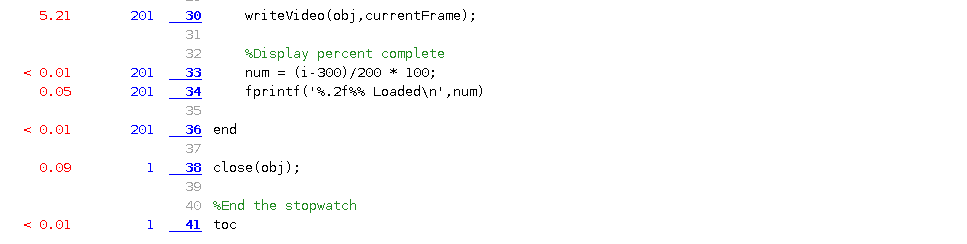 5.21 201 30 writeVideo(obj,currentFrame);
31
32 %Display percent complete
< 0.01 201 33 num = (i-300)/200 * 100;
0.05 201 34 fprintf('%.2f%% Loaded\n',num)
35
< 0.01 201 36 end
37
0.09 1 38 close(obj);
39
40 %End the stopwatch
< 0.01 1 41 toc